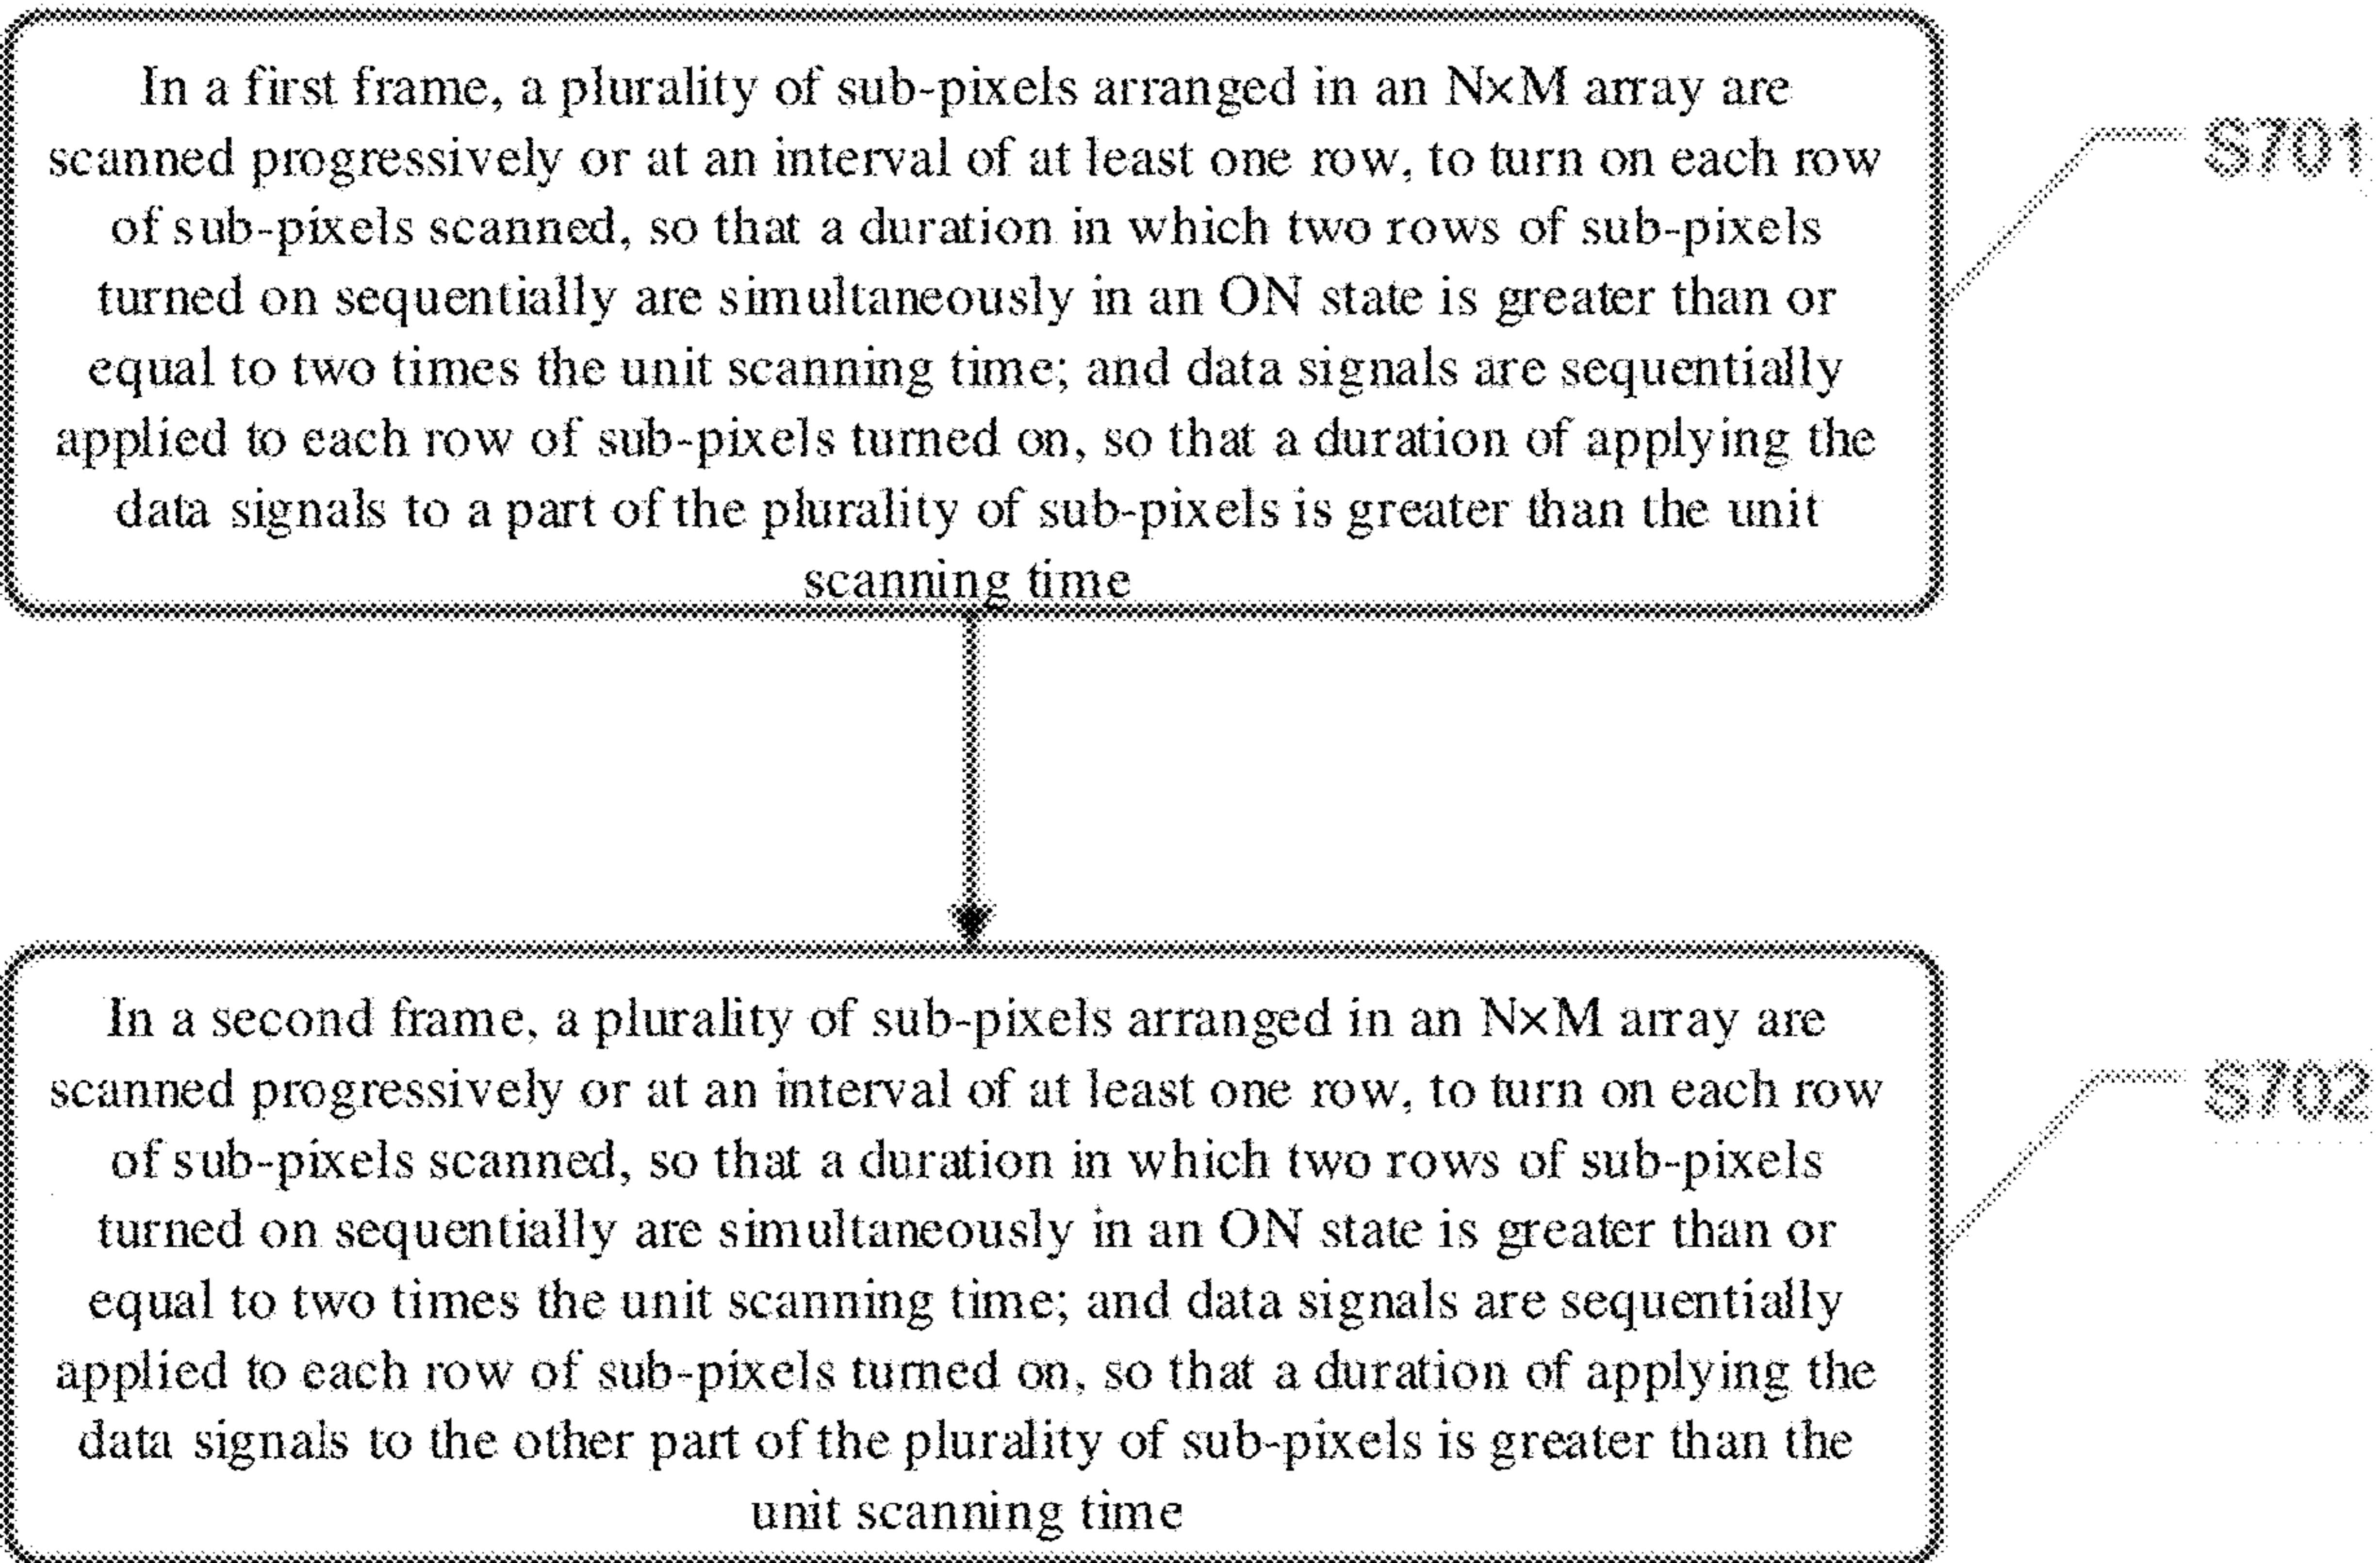 In a first frame, a plurality of sub-pixels arranged in an N×M array are
scanned progressively or at an interval of at least one row, to turn on each row
of sub-pixels scanned, so that a duration in which two rows of sub-pixels
turned on sequentially are simultaneously in an ON state is greater than or
equal to two times the unit scanning time; and data signals are sequentially
applied to each row of sub-pixels turned on, so that a duration of applying the
data signals to a part of the plurality of sub-pixels is greater than the unit
scanning time
S701
In a second frame, a plurality of sub-pixels arranged in an N×M array are
scanned progressively or at an interval of at least one row, to turn on each row
of sub-pixels scanned, so that a duration in which two rows of sub-pixels
turned on sequentially are simultaneously in an ON state is greater than or
equal to two times the unit scanning time; and data signals are sequentially
applied to each row of sub-pixels turned on, so that a duration of applying the
data signals to the other part of the plurality of sub-pixels is greater than the
unit scanning time
S702